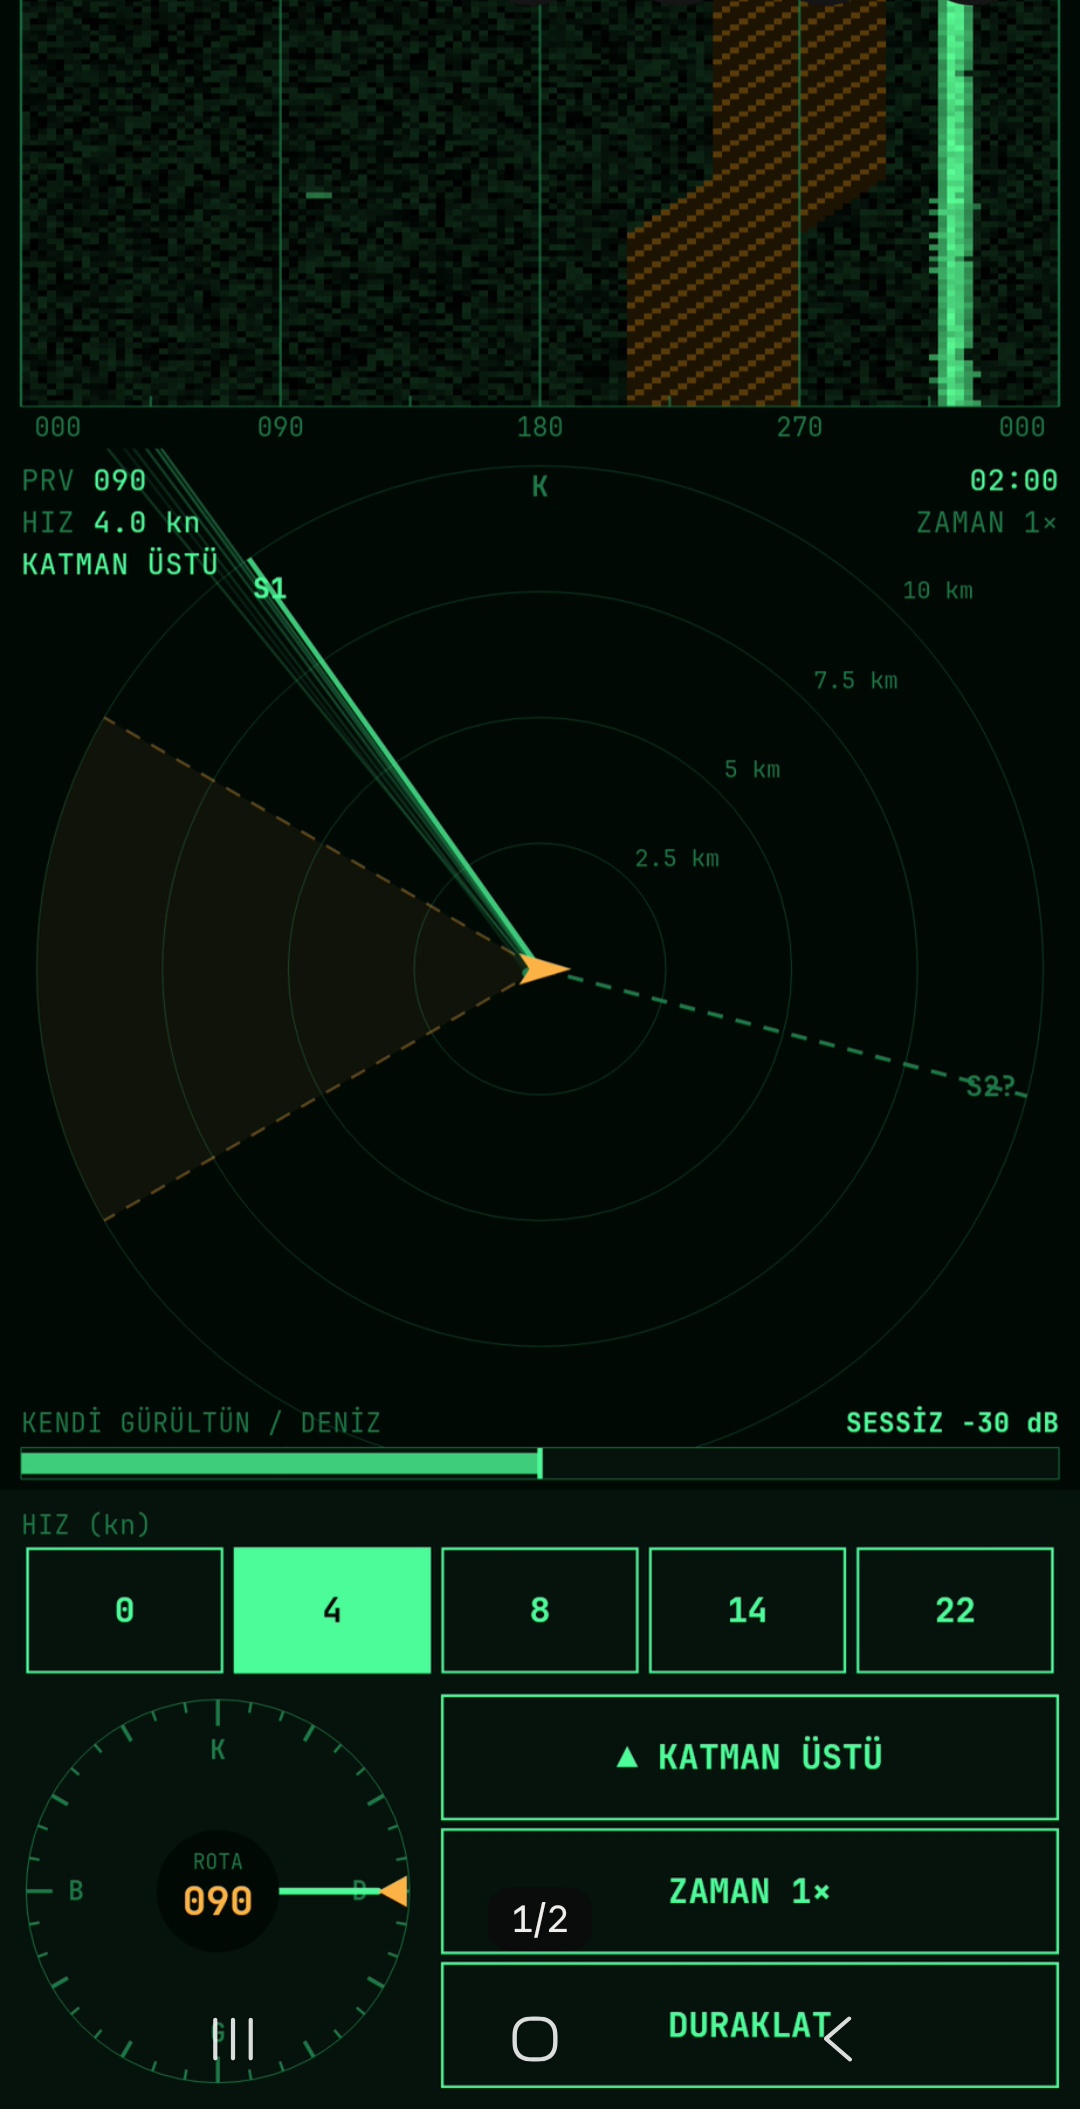 000 090 180 270 000
PRV 090
HIZ 4.0 kn
KATMAN ÜSTÜ
K
02:00
ZAMAN 1×
S1
10 km
7.5 km
5 km
2.5 km
S2?
KENDİ GÜRÜLTÜN / DENİZ
SESSİZ -30 dB
HIZ (kn)
0 4 8 14 22
K
B
ROTA
090
D
G
▲ KATMAN ÜSTÜ
ZAMAN 1×
1/2
DURAKLAT